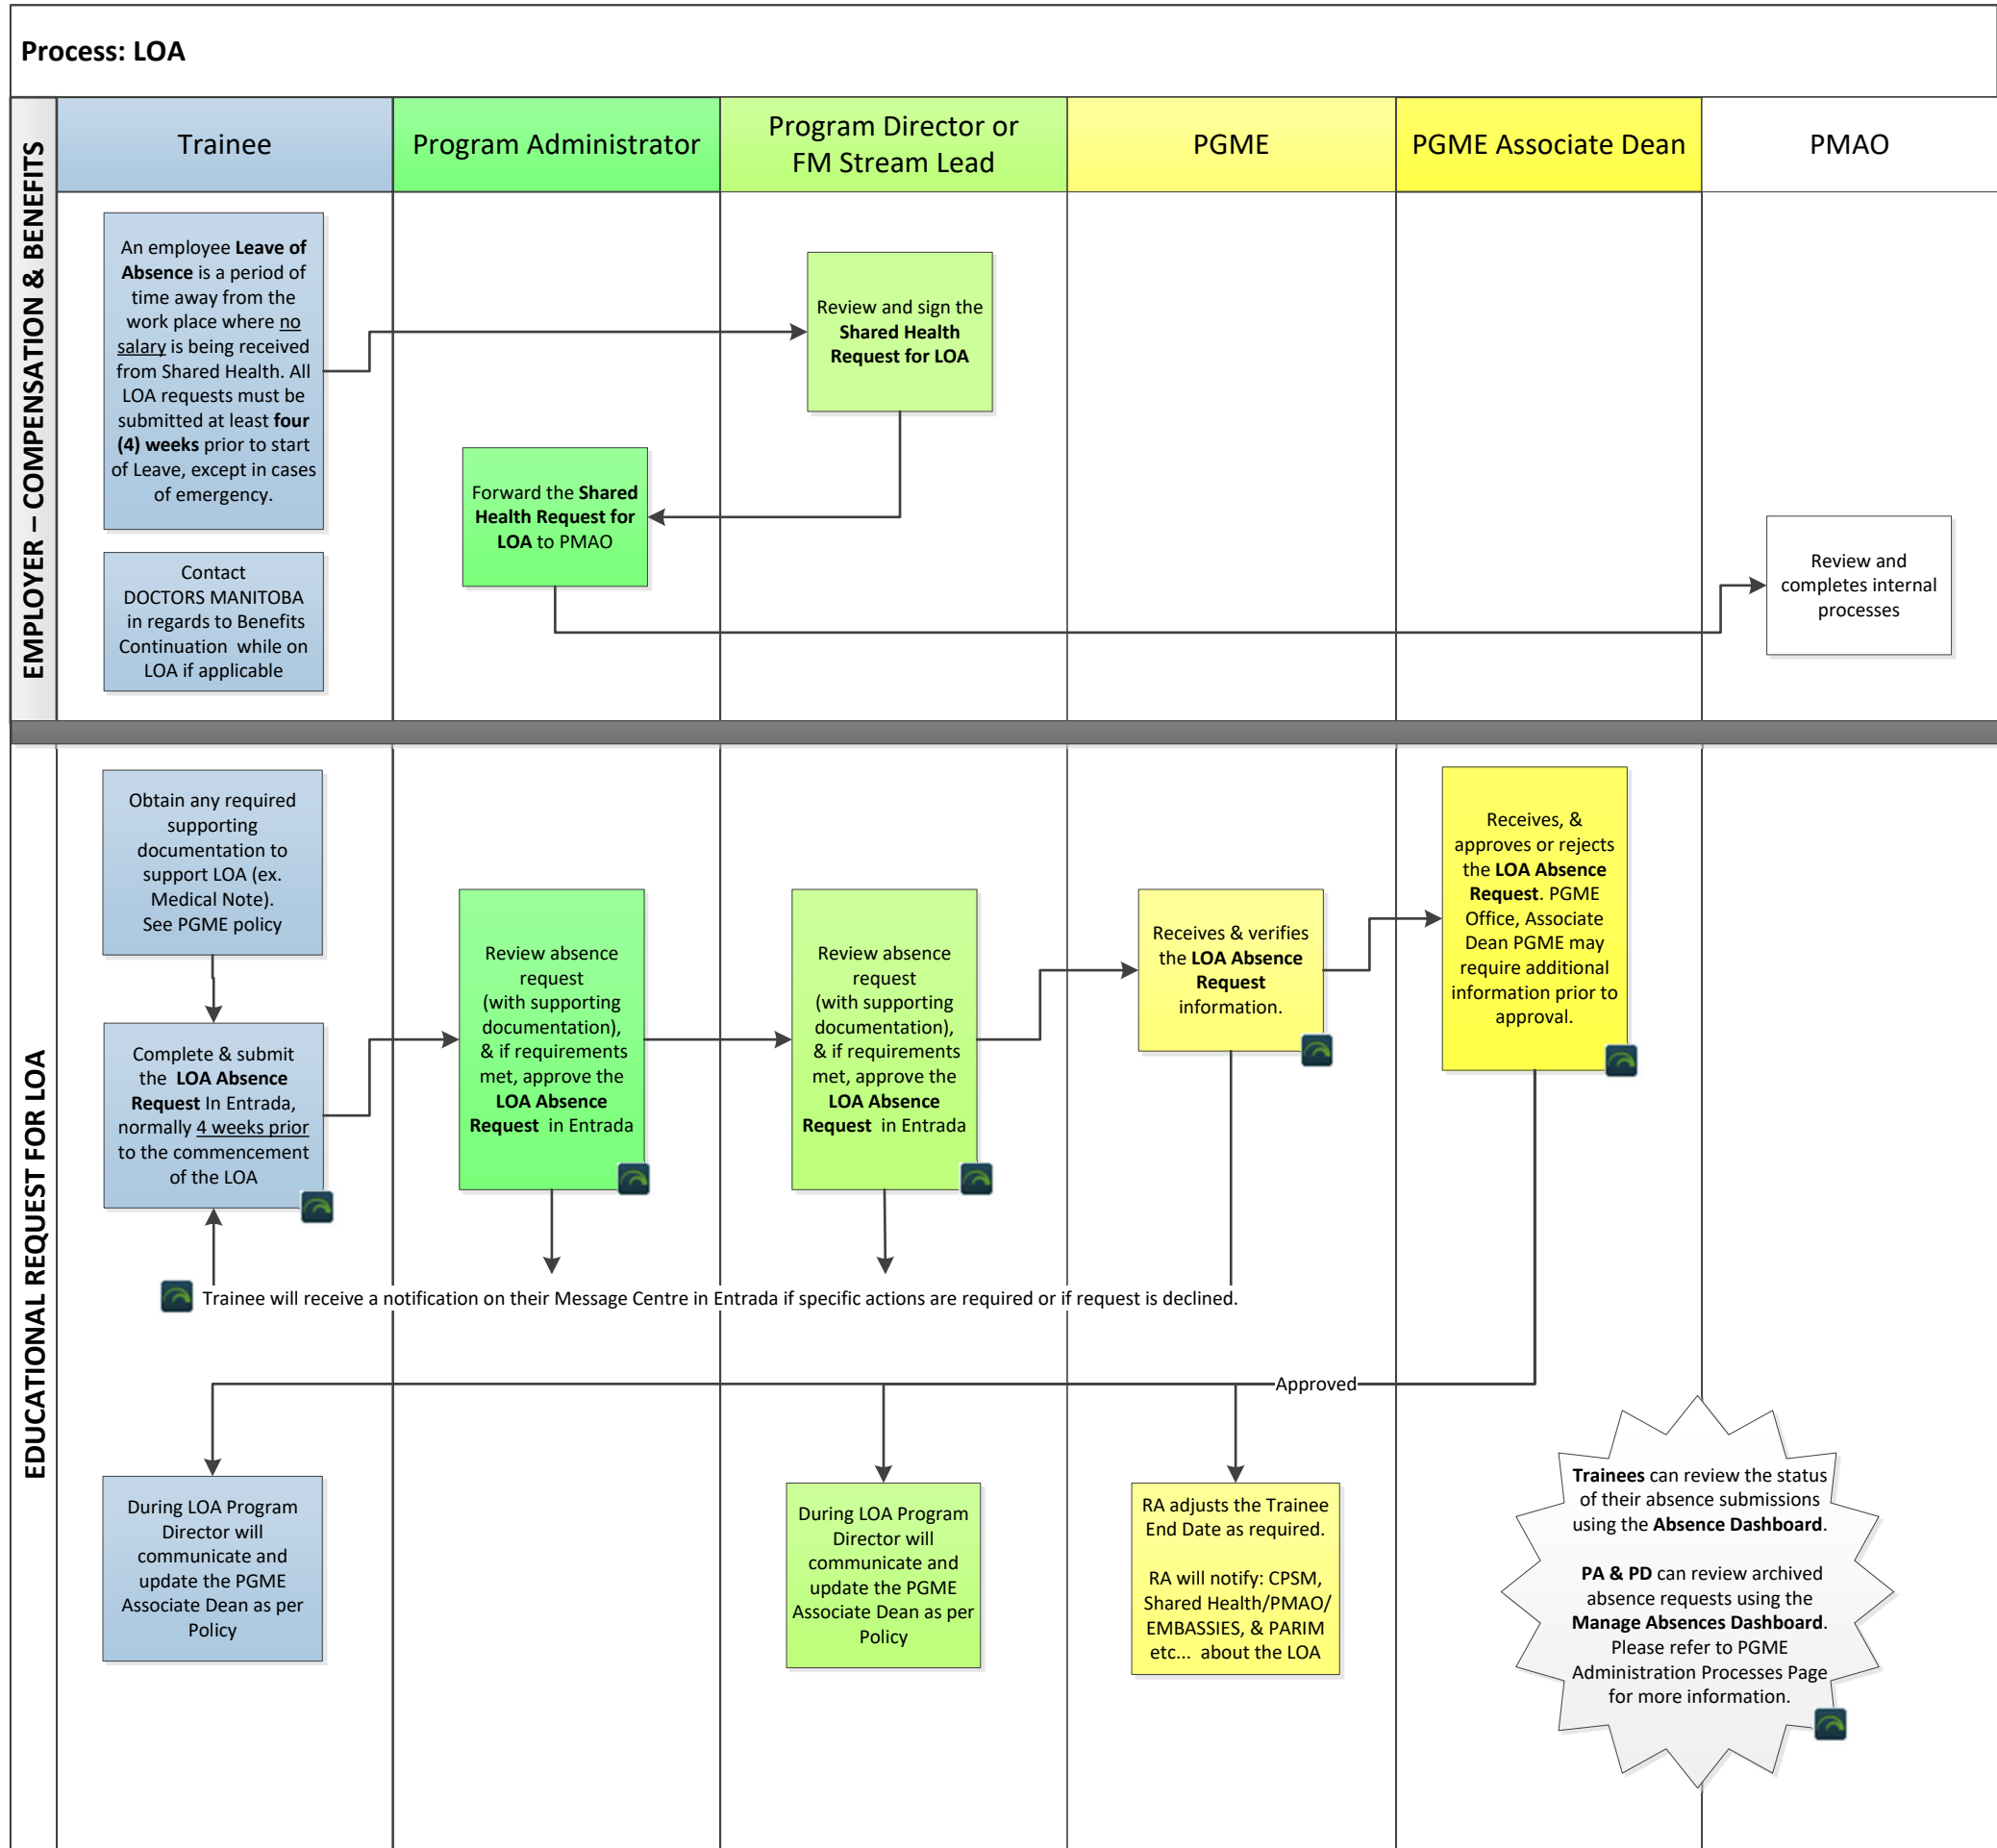 Process: LOA
Trainee
Program Administrator
Program Director or
FM Stream Lead
PGME
PGME Associate Dean
PMAO
EMPLOYER – COMPENSATION & BENEFITS
An employee Leave of
Absence is a period of
time away from the
work place where no
salary is being received
from Shared Health. All
LOA requests must be
submitted at least four
(4) weeks prior to start
of Leave, except in cases
of emergency.
Contact
DOCTORS MANITOBA
in regards to Benefits
Continuation while on
LOA if applicable
Review and sign the
Shared Health
Request for LOA
Forward the Shared
Health Request for
LOA to PMAO
Review and
completes internal
processes
EDUCATIONAL REQUEST FOR LOA
Obtain any required
supporting
documentation to
support LOA (ex.
Medical Note).
See PGME policy
Complete & submit
the LOA Absence
Request In Entrada,
normally 4 weeks prior
to the commencement
of the LOA
Review absence
request
(with supporting
documentation),
& if requirements
met, approve the
LOA Absence
Request in Entrada
Review absence
request
(with supporting
documentation),
& if requirements
met, approve the
LOA Absence
Request in Entrada
Receives & verifies
the LOA Absence
Request
information.
Receives, &
approves or rejects
the LOA Absence
Request. PGME
Office, Associate
Dean PGME may
require additional
information prior to
approval.
Trainee will receive a notification on their Message Centre in Entrada if specific actions are required or if request is declined.
Approved
During LOA Program
Director will
communicate and
update the PGME
Associate Dean as per
Policy
During LOA Program
Director will
communicate and
update the PGME
Associate Dean as per
Policy
RA adjusts the Trainee
End Date as required.
RA will notify: CPSM,
Shared Health/PMAO/
EMBASSIES, & PARIM
etc... about the LOA
Trainees can review the status
of their absence submissions
using the Absence Dashboard.
PA & PD can review archived
absence requests using the
Manage Absences Dashboard.
Please refer to PGME
Administration Processes Page
for more information.